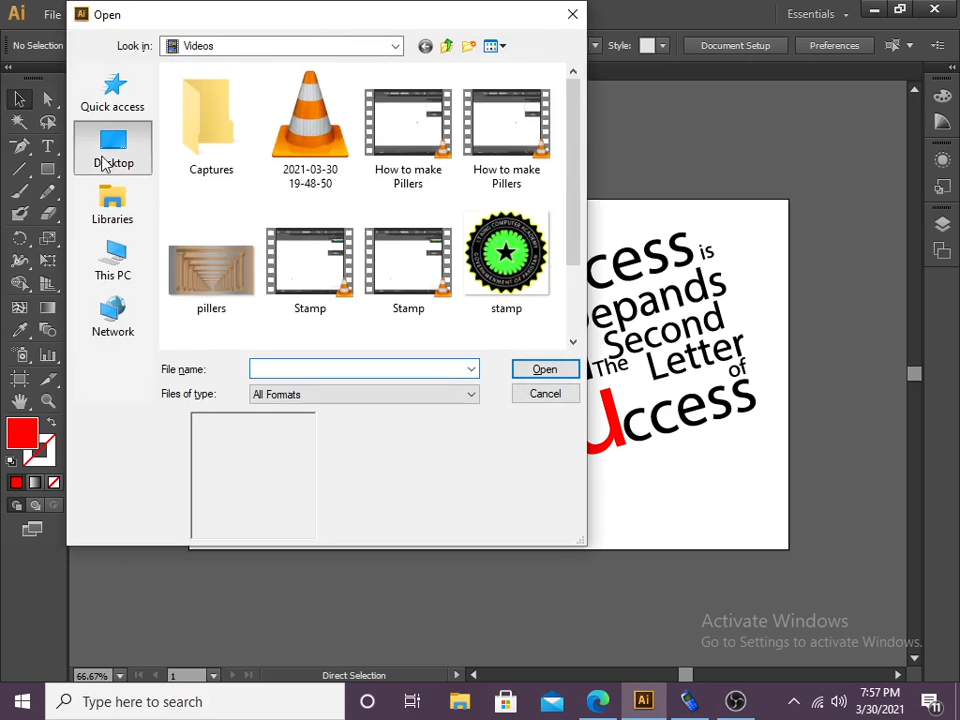 Ai File
Open
Essentials
No Selection
Look in: Videos
Style:
Document Setup
Preferences
Quick access
Desktop
Libraries
This PC
Network
Captures
2021-03-30
19-48-50
How to make
Pillers
How to make
Pillers
pillers
Stamp
Stamp
stamp
File name:
Open
Files of type: All Formats
Cancel
ccess is
epands
Second
The Letter
of
uccess
Activate Windows
Go to Settings to activate Windows.
66.67%
1
Direct Selection
Type here to search
Ai
7:57 PM
3/30/2021
11